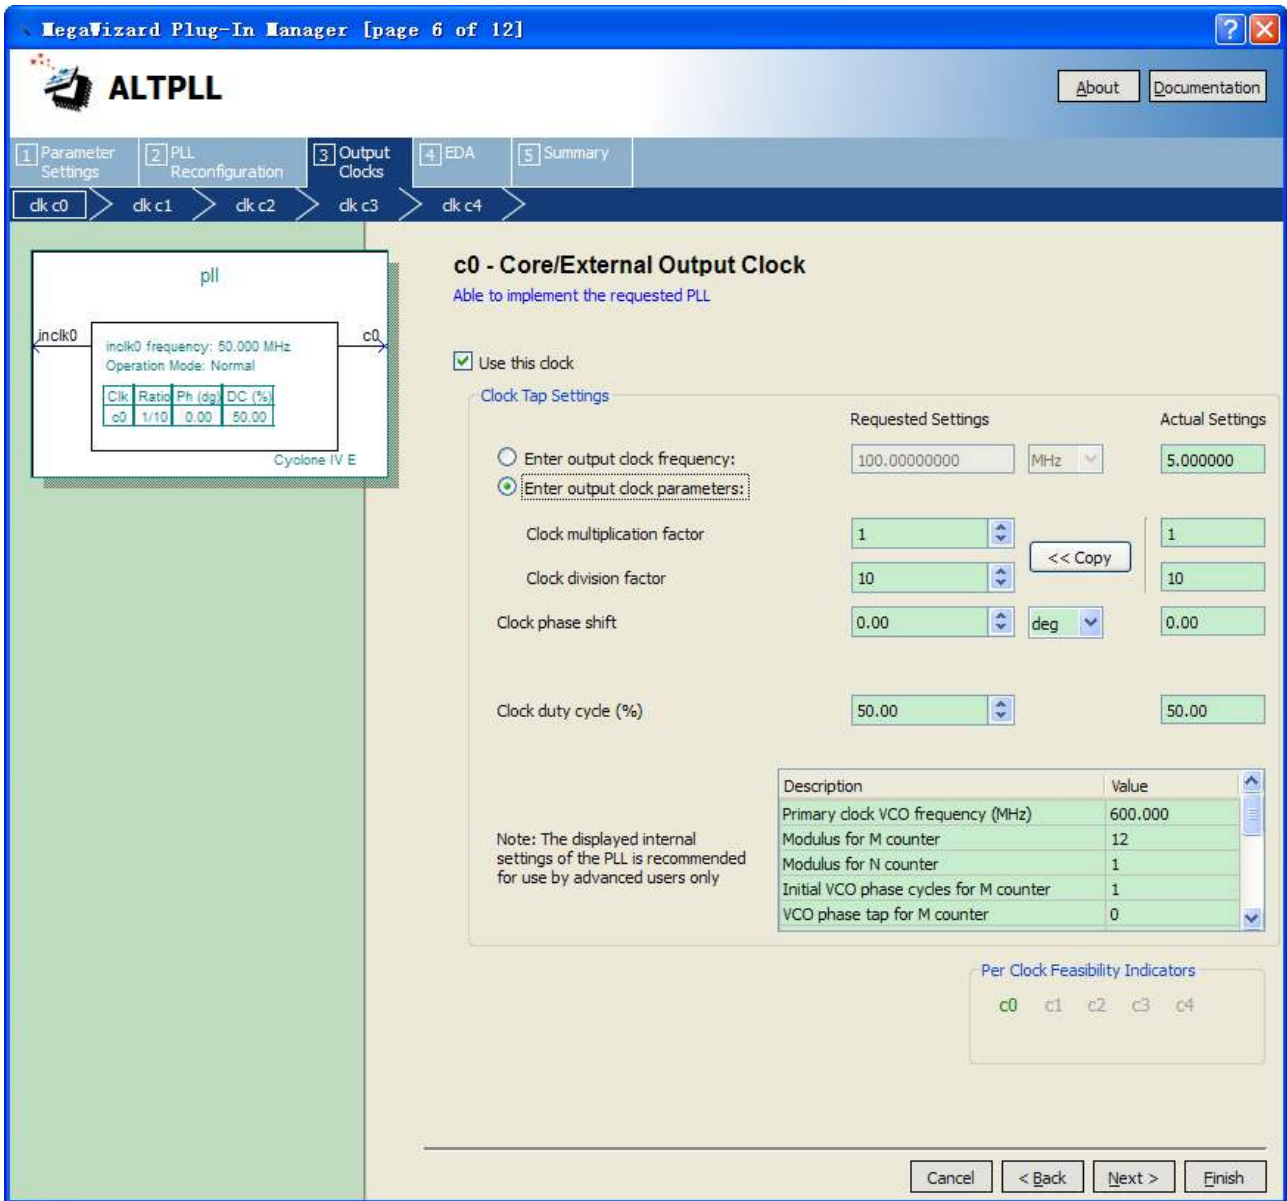 MegaWizard Plug-In Manager [page 6 of 12]
ALTPLL
About
Documentation
1 Parameter Settings
2 PLL Reconfiguration
3 Output Clocks
4 EDA
5 Summary
clk c0
clk c1
clk c2
clk c3
clk c4
pll
inclk0
c0
inclk0 frequency: 50.000 MHz
Operation Mode: Normal
Clk Ratio Ph (dg) DC (%)
c0 1/10 0.00 50.00
Cyclone IV E
c0 - Core/External Output Clock
Able to implement the requested PLL
Use this clock
Clock Tap Settings
Requested Settings Actual Settings
Enter output clock frequency: 100.00000000 MHz 5.000000
Enter output clock parameters:
Clock multiplication factor 1 1
<< Copy
Clock division factor 10 10
Clock phase shift 0.00 deg 0.00
Clock duty cycle (%) 50.00 50.00
Note: The displayed internal
settings of the PLL is recommended
for use by advanced users only
Description Value
Primary clock VCO frequency (MHz) 600.000
Modulus for M counter 12
Modulus for N counter 1
Initial VCO phase cycles for M counter 1
VCO phase tap for M counter 0
Per Clock Feasibility Indicators
c0 c1 c2 c3 c4
Cancel
< Back
Next >
Finish